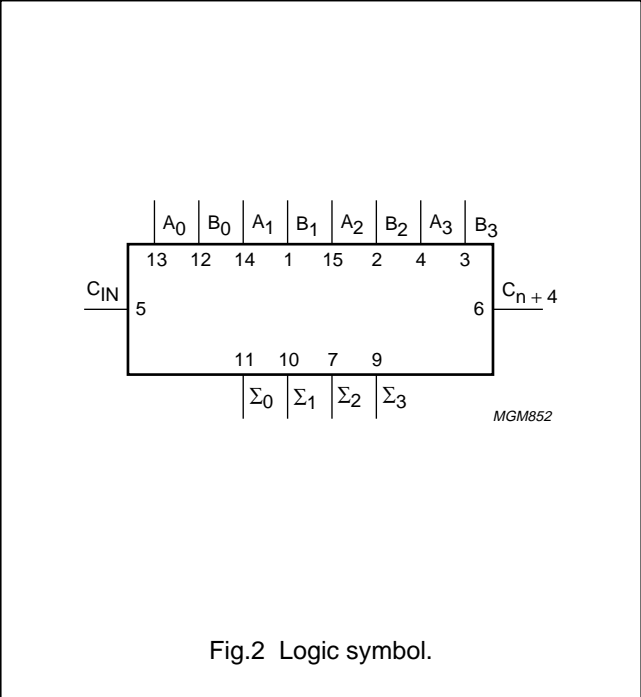 A0 B0 A1 B1 A2 B2 A3 B3
13 12 14 1 15 2 4 3
CIN 5 6 Cn + 4
11 10 7 9
Σ0 Σ1 Σ2 Σ3
MGM852
Fig.2 Logic symbol.